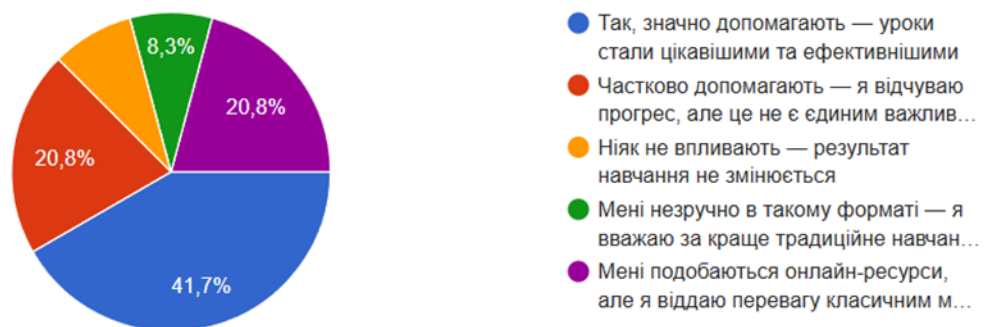 8,3%
20,8%
20,8%
41,7%
Так, значно допомагають — уроки
стали цікавішими та ефективнішими
Частково допомагають — я відчуваю
прогрес, але це не є єдиним важлив…
Ніяк не впливають — результат
навчання не змінюється
Мені незручно в такому форматі — я
вважаю за краще традиційне навчан…
Мені подобаються онлайн-ресурси,
але я віддаю перевагу класичним м…